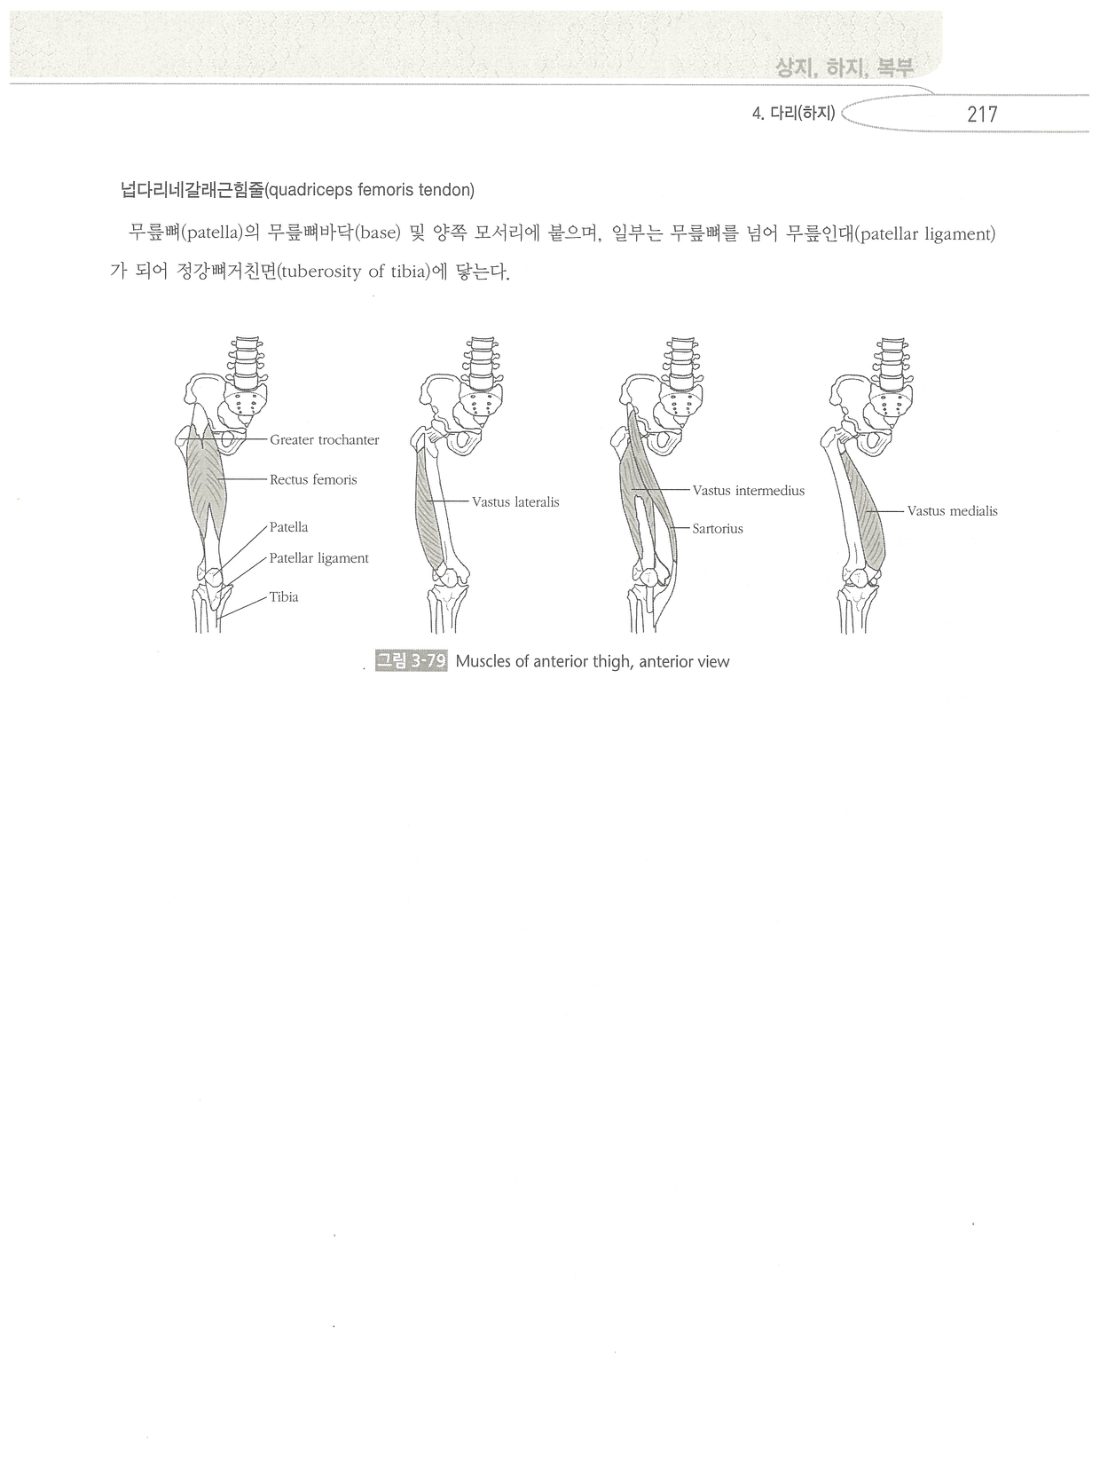 상지, 하지, 복부
4. 다리(하지)
217
넙다리네갈래근힘줄(quadriceps femoris tendon)
무릎뼈(patella)의 무릎뼈바닥(base) 및 양쪽 모서리에 붙으며, 일부는 무릎뼈를 넘어 무릎인대(patellar ligament)
가 되어 정강뼈거친면(tuberosity of tibia)에 닿는다.
Greater trochanter
Rectus femoris
Patella
Patellar ligament
Tibia
Vastus lateralis
Vastus intermedius
Sartorius
Vastus medialis
그림 3-79 Muscles of anterior thigh, anterior view